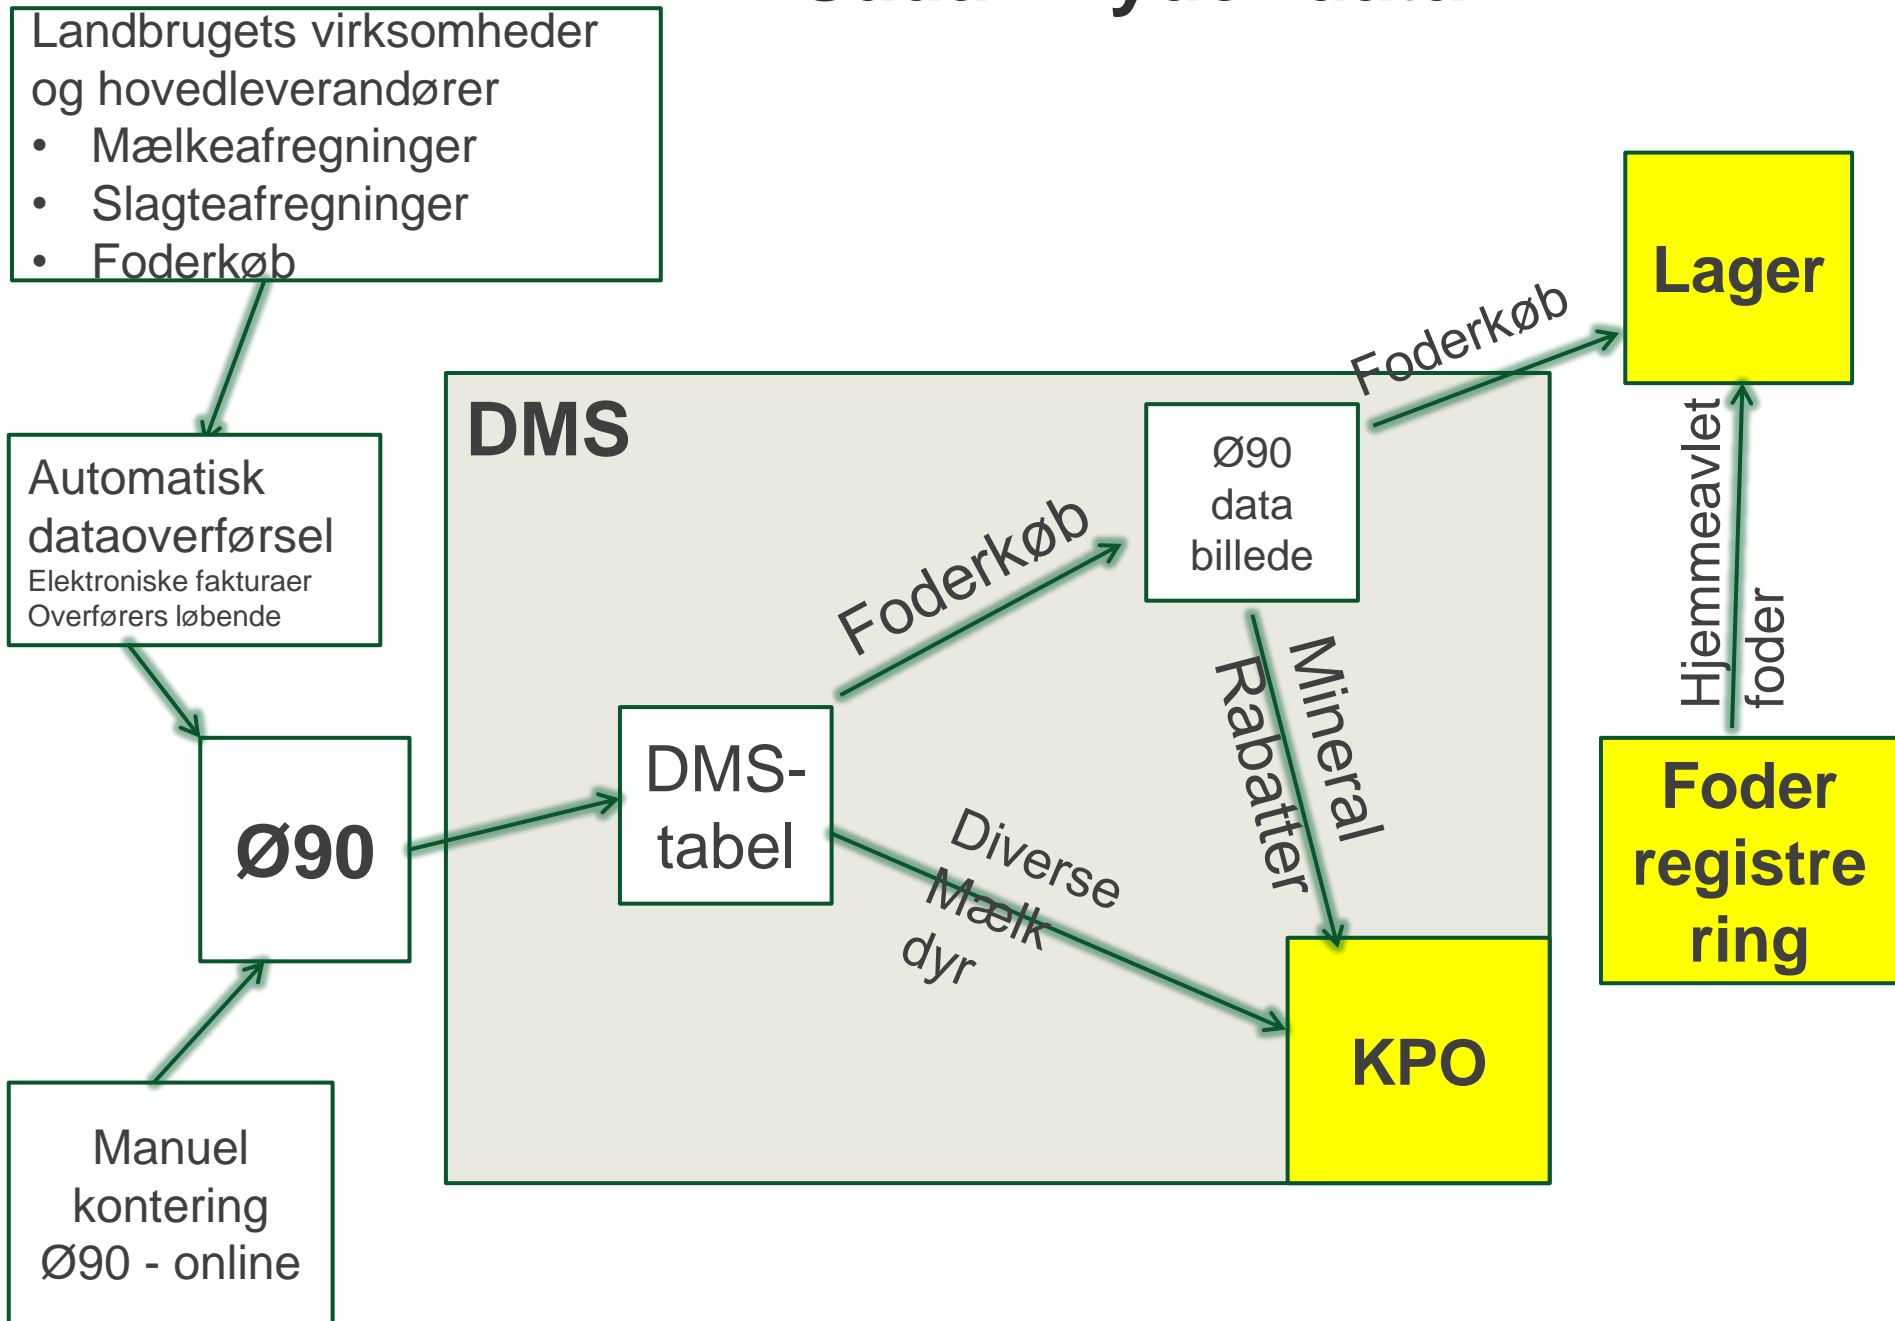 Landbrugets virksomheder
og hovedleverandører
• Mælkeafregninger
• Slagteafregninger
• Foderkøb
Automatisk
dataoverførsel
Elektroniske fakturaer
Overførers løbende
Ø90
Manuel
kontering
Ø90 - online
DMS
DMS-
tabel
Foderkøb
Diverse
Mælk
dyr
Ø90
data
billede
Mineral
Rabatter
KPO
Foderkøb
Lager
Hjemmeavlet
foder
Foder
registre
ring